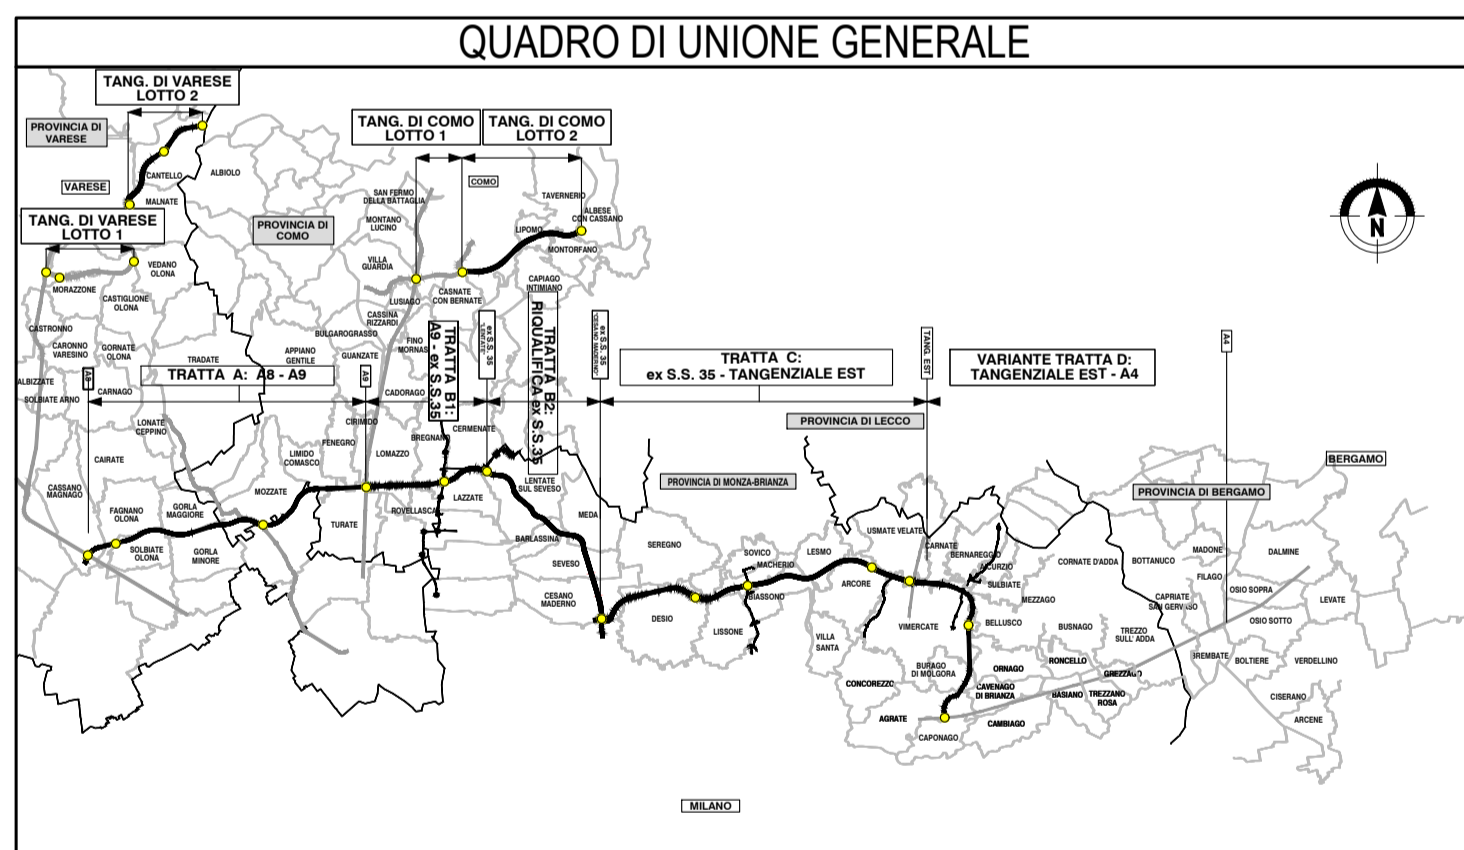 QUADRO DI UNIONE GENERALE
TANG. DI VARESE
LOTTO 2
PROVINCIA DI
VARESE
VARESE
CANTELLO
ALBIOLO
MALNATE
TANG. DI VARESE
LOTTO 1
PROVINCIA DI
COMO
TANG. DI COMO
LOTTO 1
TANG. DI COMO
LOTTO 2
COMO
SAN FERMO
DELLA BATTAGLIA
MONTANO
LUCINO
TAVERNERIO
ALBESE
CON CASSANO
LIPOMO
MONTORFANO
VILLA
GUARDIA
CAPIAGO
INTIMIANO
LUSIAGO
CASNATE
CON BERNATE
CASSINA
RIZZARDI
N
VEDANO
OLONA
MORAZZONE
CASTIGLIONE
OLONA
CASTRONNO
CARONNO
VARESINO
GORNATE
OLONA
BULGAROGRASSO
FINO
MORNAS
TRADATE
APPIANO
GENTILE
GUANZATE
ALBIZZATE
SOLBIATE ARNO
A8
CARNAGO
TRATTA A: A8 - A9
A9
CADORAGO
TRATTA B1:
A9 - ex S.S.35
ex S.S. 35
"LENTATE"
TRATTA B2:
RIQUALIFICA ex S.S.35
ex S.S. 35
"CESANO MADERNO"
TRATTA C:
ex S.S. 35 - TANGENZIALE EST
TANG. EST
VARIANTE TRATTA D:
TANGENZIALE EST - A4
A4
LONATE
CEPPINO
CIRIMIDO
FENEGRO
BREGNANO
CERMENATE
PROVINCIA DI LECCO
CAIRATE
LIMIDO
COMASCO
LOMAZZO
BERGAMO
CASSANO
MAGNAGO
MOZZATE
LAZZATE
LENTATE
SUL SEVESO
PROVINCIA DI MONZA-BRIANZA
PROVINCIA DI BERGAMO
FAGNANO
OLONA
GORLA
MAGGIORE
TURATE
ROVELLASCA
MEDA
SOLBIATE
OLONA
GORLA
MINORE
BARLASSINA
SEVESO
CESANO
MADERNO
SEREGNO
SOVICO
MACHERIO
LESMO
USMATE VELATE
CARNATE
BERNAREGGIO
AICURZIO
SULBIATE
CORNATE D'ADDA
BOTTANUCO
MADONE
DALMINE
FILAGO
ARCORE
BIASSONO
MEZZAGO
CAPRIATE
SAN GERVASO
OSIO SOPRA
LEVATE
DESIO
LISSONE
VILLA
SANTA
VIMERCATE
BELLUSCO
BUSNAGO
TREZZO
SULL' ADDA
OSIO SOTTO
BREMBATE
BOLTIERE
VERDELLINO
BURAGO
DI MOLGORA
ORNAGO
RONCELLO
GREZZAGO
CONCOREZZO
CAVENAGO
DI BRIANZA
BASIANO
TREZZANO
ROSA
CISERANO
ARCENE
AGRATE
CAMBIAGO
CAPONAGO
MILANO